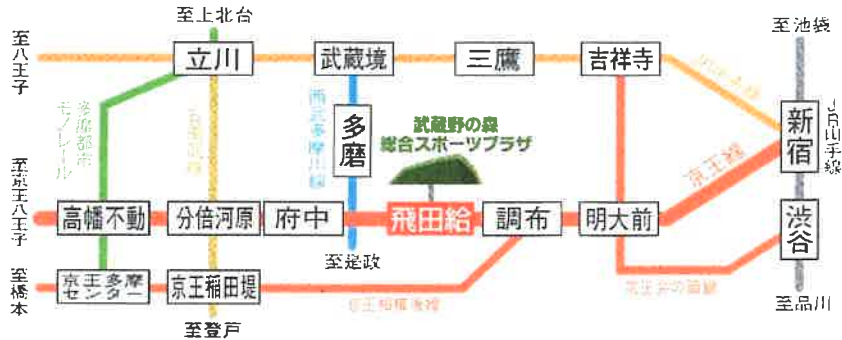 至上北台
至池袋
至八王子
立川
武蔵境
三鷹
吉祥寺
多摩都市
モノレール
西武多摩川線
多磨
武蔵野の森
総合スポーツプラザ
京王線
新宿
JR山手線
至京王八王子
高幡不動
分倍河原
府中
飛田給
調布
明大前
渋谷
至是政
至橋本
京王多摩
センター
京王稲田堤
京王相模原線
京王井の頭線
至登戸
至品川